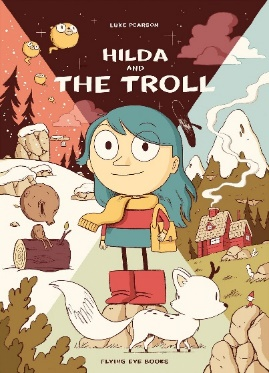 LUKE PEARSON
HILDA
AND
THE TROLL
FLYING EYE BOOKS